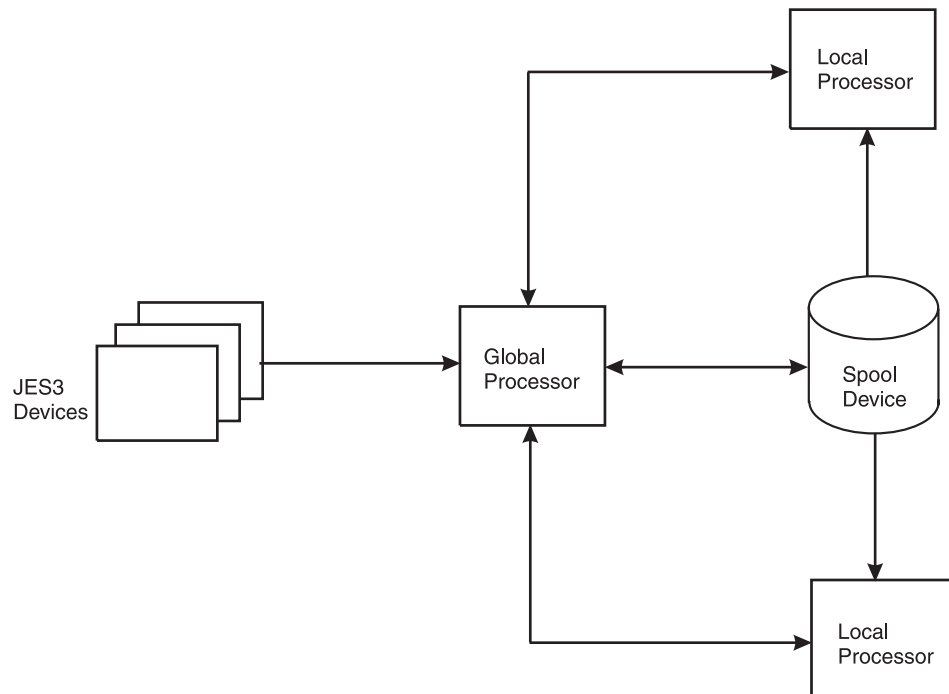 Local
Processor
Global
Processor
JES3
Devices
Spool
Device
Local
Processor